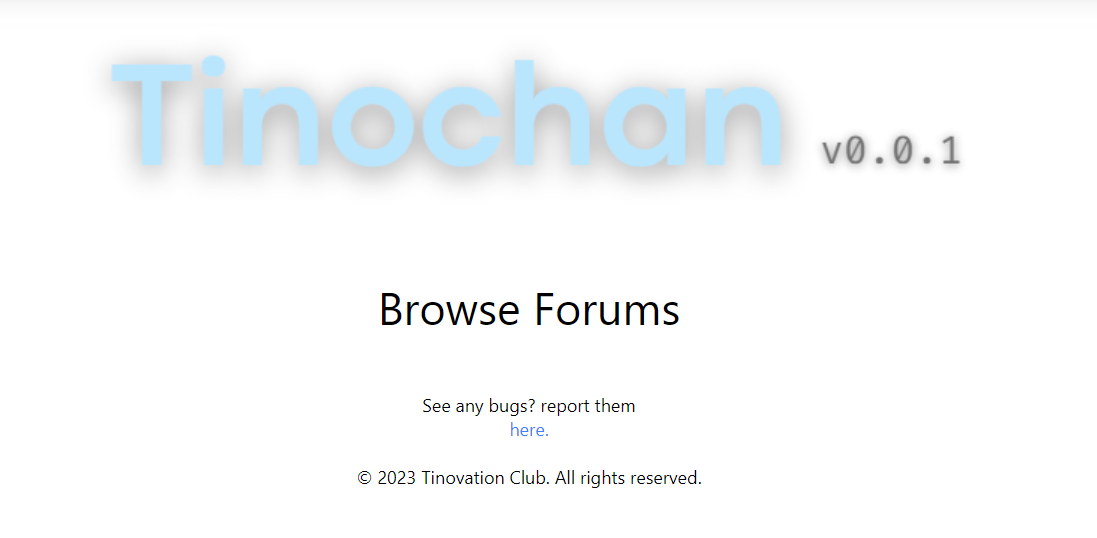 Tinochan v0.0.1
Browse Forums
See any bugs? report them
here.
© 2023 Tinovation Club. All rights reserved.